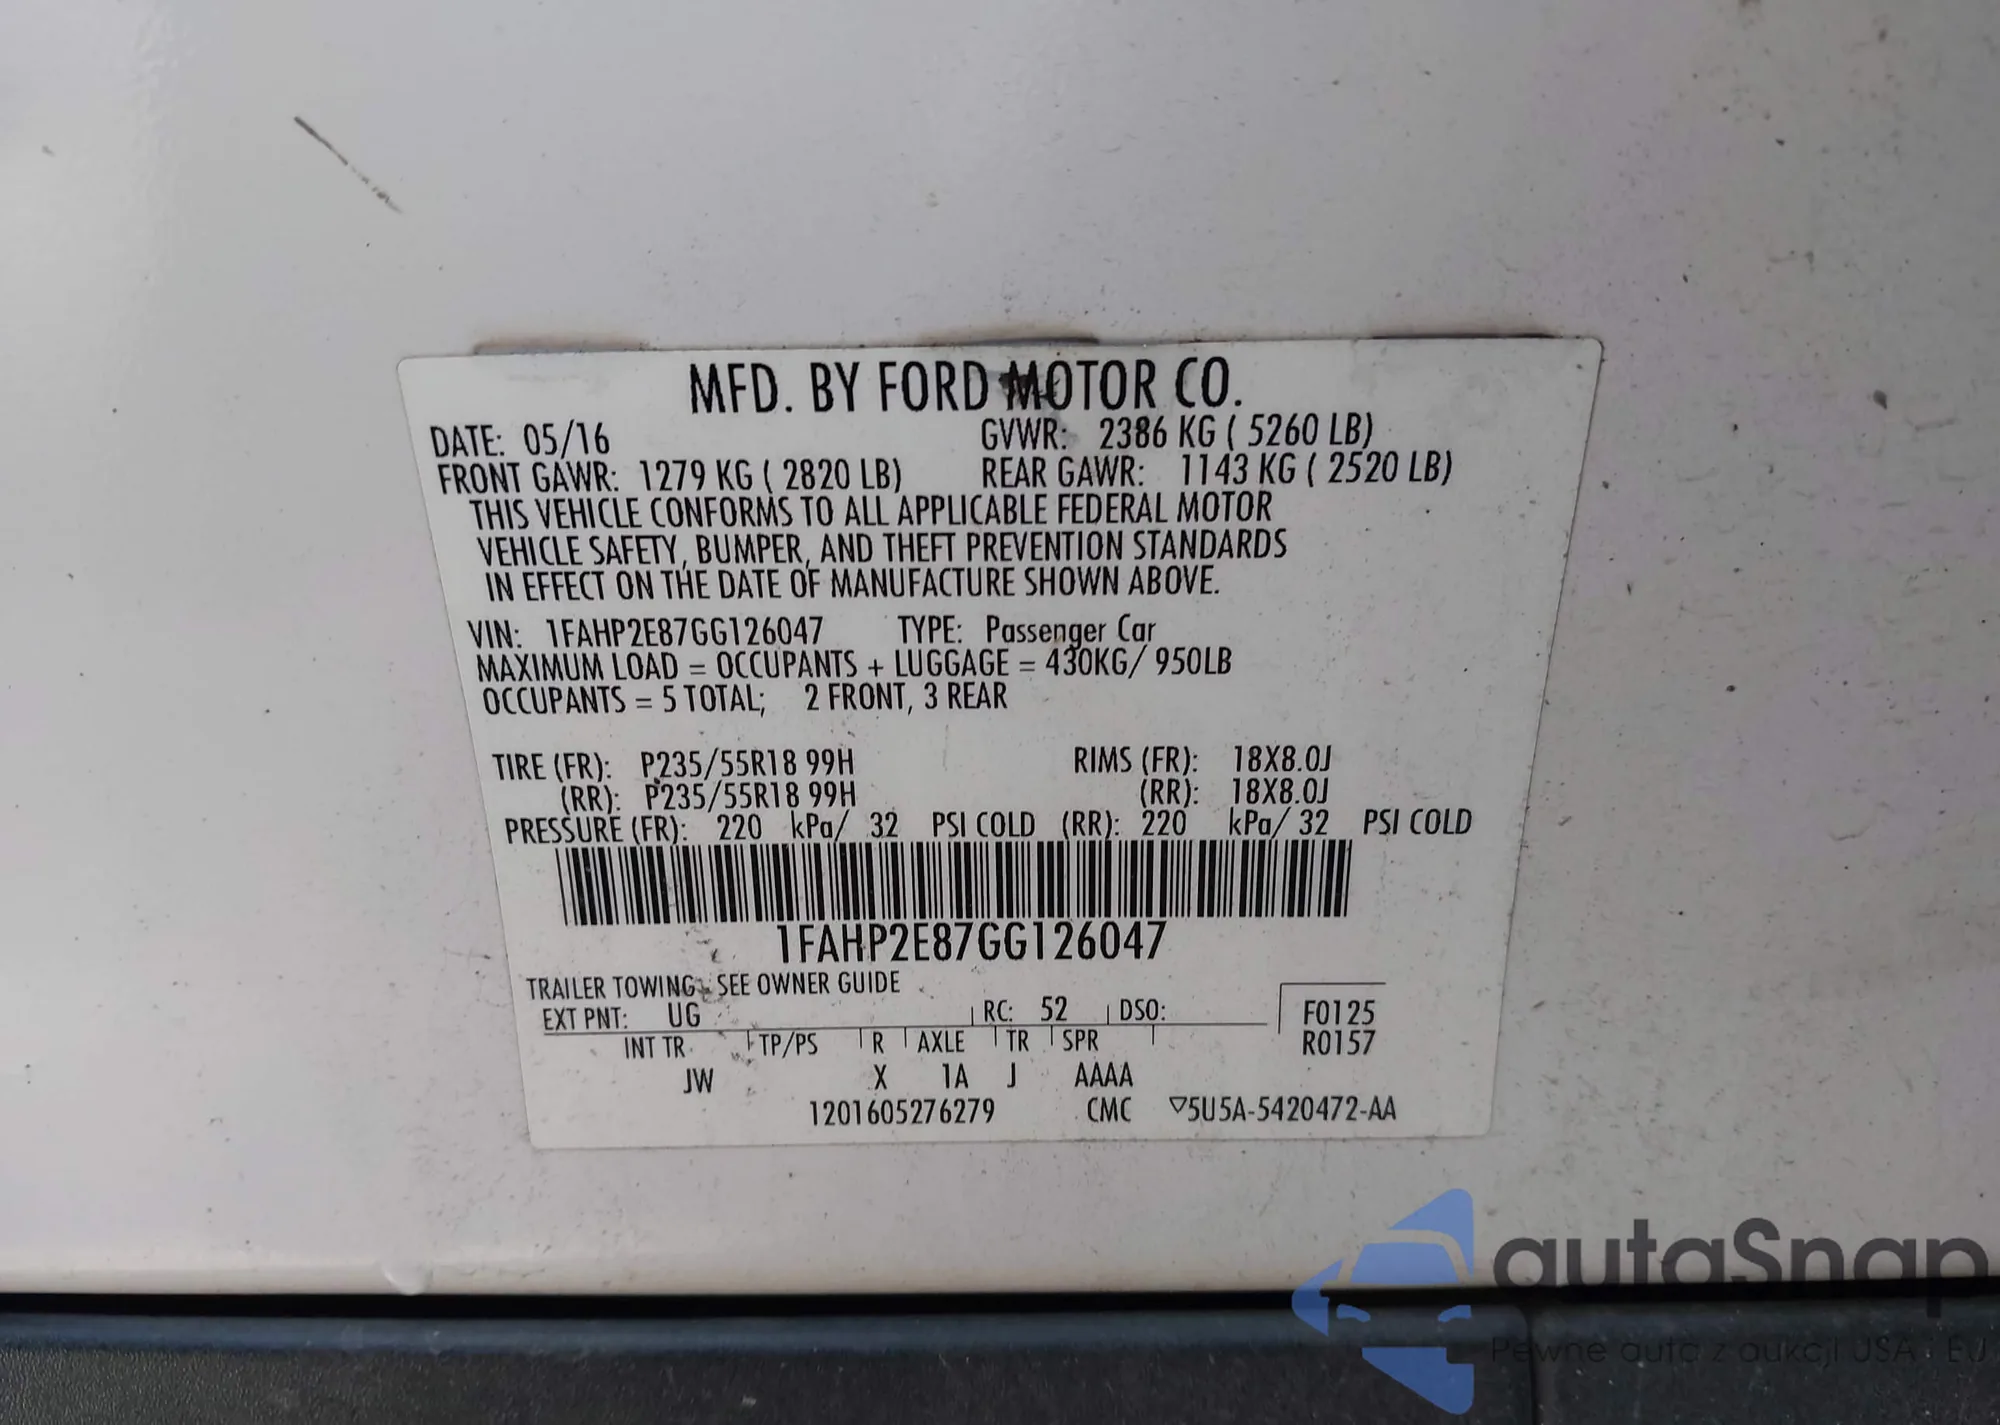 MFD. BY FORD MOTOR CO.
DATE: 05/16 GVWR: 2386 KG ( 5260 LB)
FRONT GAWR: 1279 KG ( 2820 LB) REAR GAWR: 1143 KG ( 2520 LB)
THIS VEHICLE CONFORMS TO ALL APPLICABLE FEDERAL MOTOR
VEHICLE SAFETY, BUMPER, AND THEFT PREVENTION STANDARDS
IN EFFECT ON THE DATE OF MANUFACTURE SHOWN ABOVE.
VIN: 1FAHP2E87GG126047 TYPE: Passenger Car
MAXIMUM LOAD = OCCUPANTS + LUGGAGE = 430KG/ 950LB
OCCUPANTS = 5 TOTAL; 2 FRONT, 3 REAR
TIRE (FR): P235/55R18 99H RIMS (FR): 18X8.0J
(RR): P235/55R18 99H (RR): 18X8.0J
PRESSURE (FR): 220 kPa/ 32 PSI COLD (RR): 220 kPa/ 32 PSI COLD
1FAHP2E87GG126047
TRAILER TOWING - SEE OWNER GUIDE
EXT PNT: UG RC: 52 DSO: F0125
INT TR TP/PS R AXLE TR SPR R0157
JW X 1A J AAAA
1201605276279 CMC ▽5U5A-5420472-AA
autaSnap
Pewne auta z aukcji USA i EU